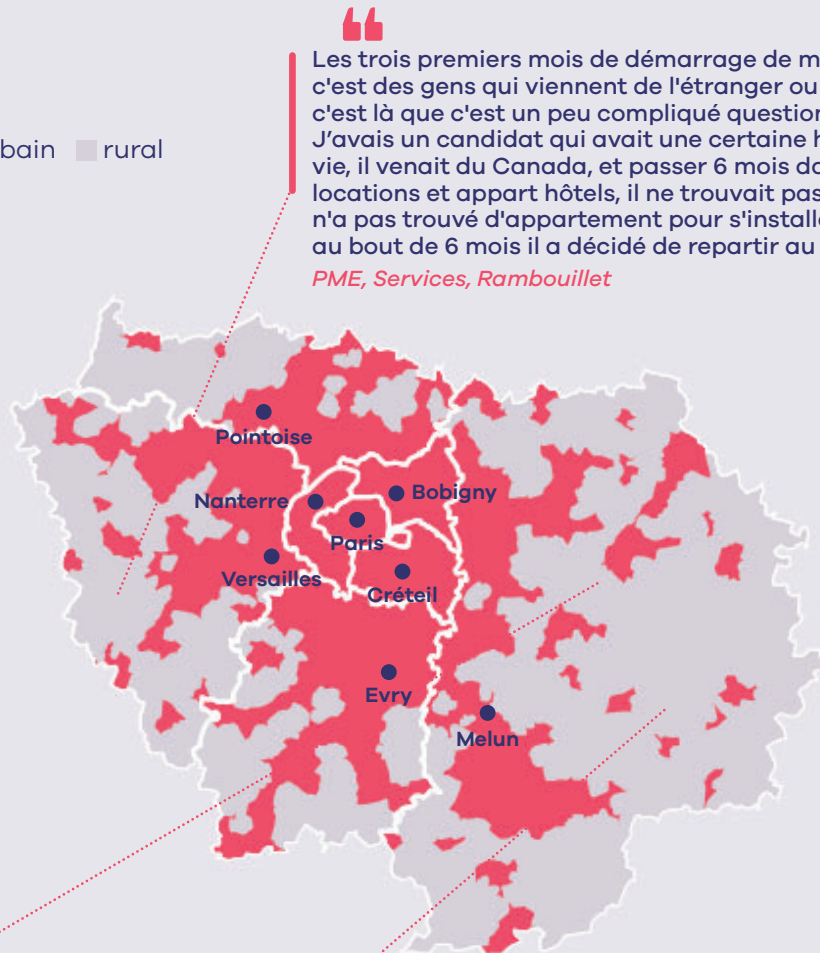 ❝
Les trois premiers mois de démarrage de m
c'est des gens qui viennent de l'étranger ou
c'est là que c'est un peu compliqué question
J'avais un candidat qui avait une certaine h
vie, il venait du Canada, et passer 6 mois da
locations et appart hôtels, il ne trouvait pas
n'a pas trouvé d'appartement pour s'installe
au bout de 6 mois il a décidé de repartir au
PME, Services, Rambouillet
bain rural
Pointoise
Nanterre
Bobigny
Paris
Versailles
Créteil
Evry
Melun